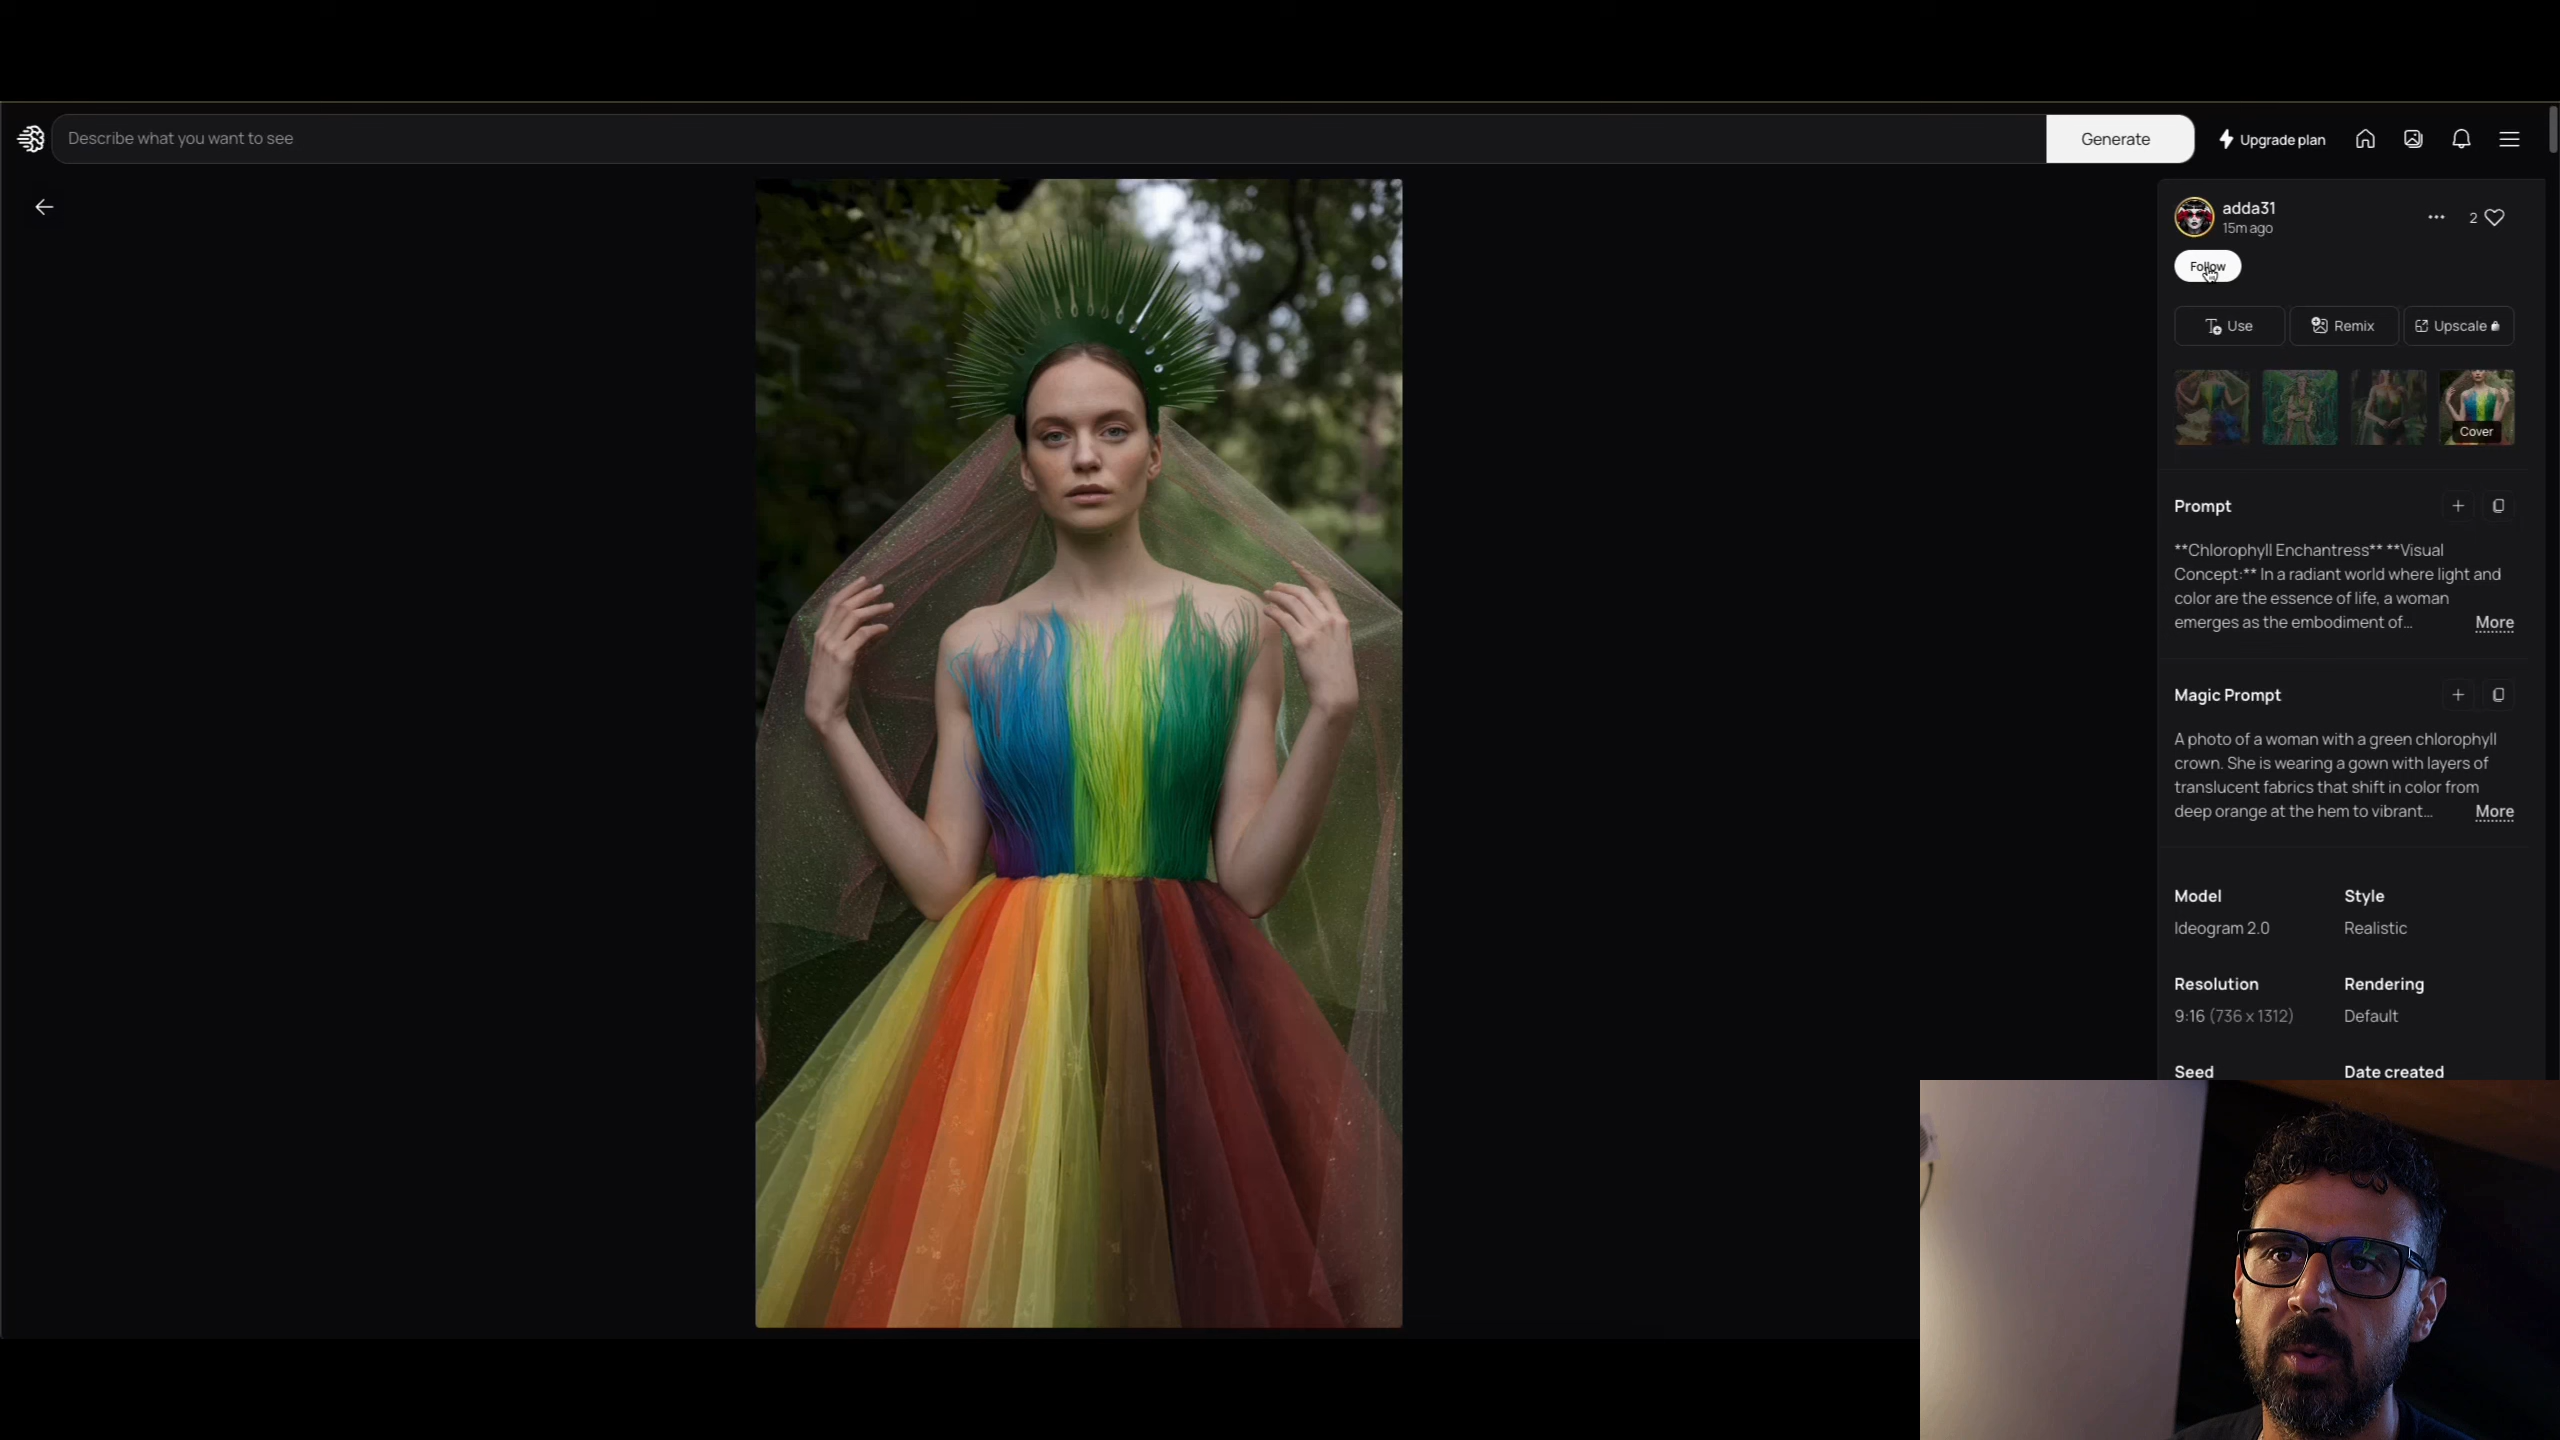 Describe what you want to see
Generate
Upgrade plan
adda31
15m ago
2
Follow
Use
Remix
Upscale
Cover
Prompt
**Chlorophyll Enchantress** **Visual
Concept:** In a radiant world where light and
color are the essence of life, a woman
emerges as the embodiment of...
More
Magic Prompt
A photo of a woman with a green chlorophyll
crown. She is wearing a gown with layers of
translucent fabrics that shift in color from
deep orange at the hem to vibrant...
More
Model
Style
Ideogram 2.0
Realistic
Resolution
Rendering
9:16 (736 x 1312)
Default
Seed
Date created